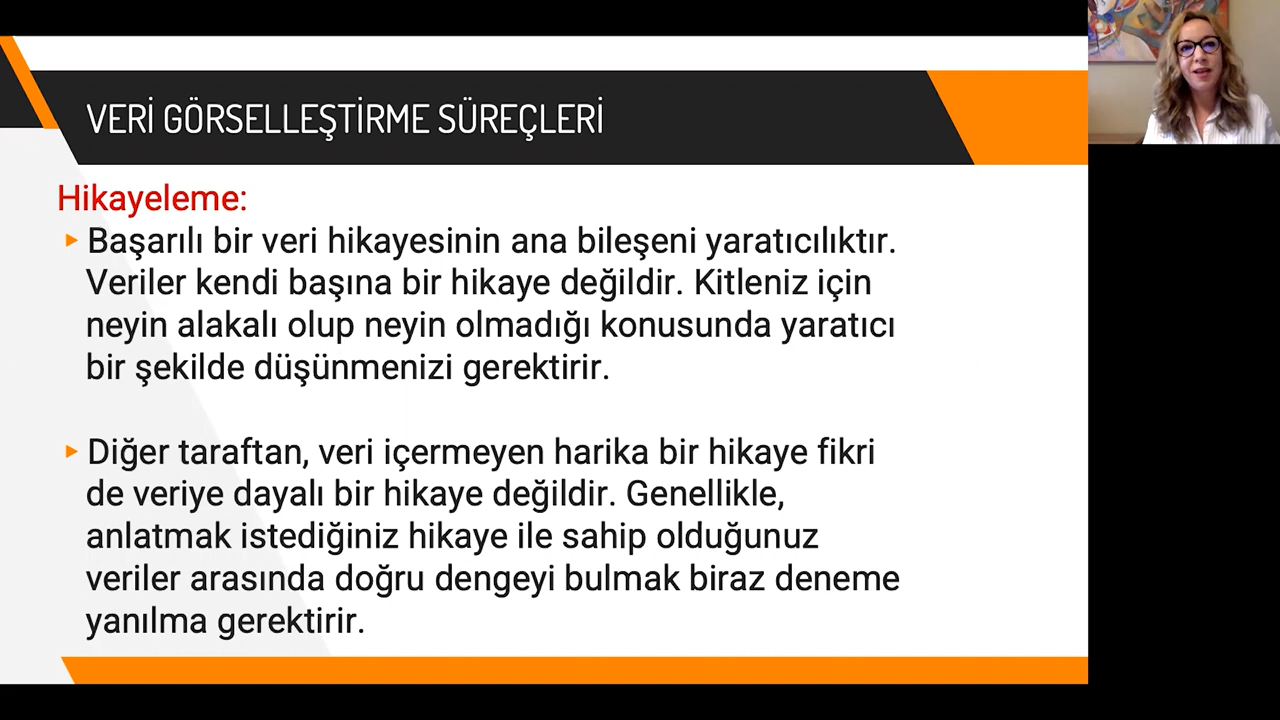 VERİ GÖRSELLEŞTİRME SÜREÇLERİ
Hikayeleme:
Başarılı bir veri hikayesinin ana bileşeni yaratıcılıktır.
Veriler kendi başına bir hikaye değildir. Kitleniz için
neyin alakalı olup neyin olmadığı konusunda yaratıcı
bir şekilde düşünmenizi gerektirir.
Diğer taraftan, veri içermeyen harika bir hikaye fikri
de veriye dayalı bir hikaye değildir. Genellikle,
anlatmak istediğiniz hikaye ile sahip olduğunuz
veriler arasında doğru dengeyi bulmak biraz deneme
yanılma gerektirir.